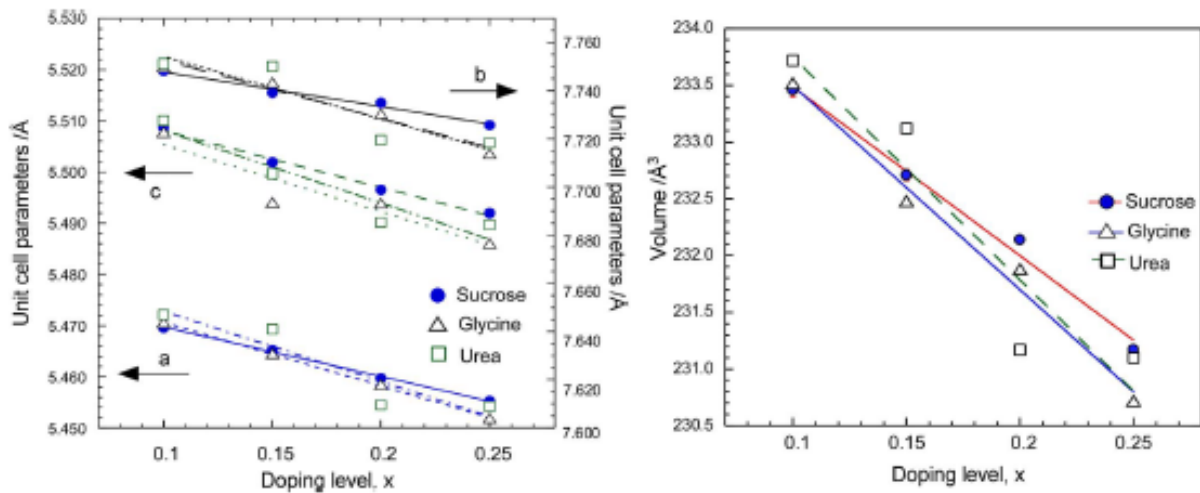 5.530
5.520
5.510
5.500
5.490
5.480
5.470
5.460
5.450
Unit cell parameters /Å
0.1 0.15 0.2 0.25
Doping level, x
b
c
a
Sucrose
Glycine
Urea
7.760
7.740
7.720
7.700
7.680
7.660
7.640
7.620
7.600
Unit cell parameters /Å
234.0
233.5
233.0
232.5
232.0
231.5
231.0
230.5
Volume /Å³
0.1 0.15 0.2 0.25
Doping level, x
Sucrose
Glycine
Urea